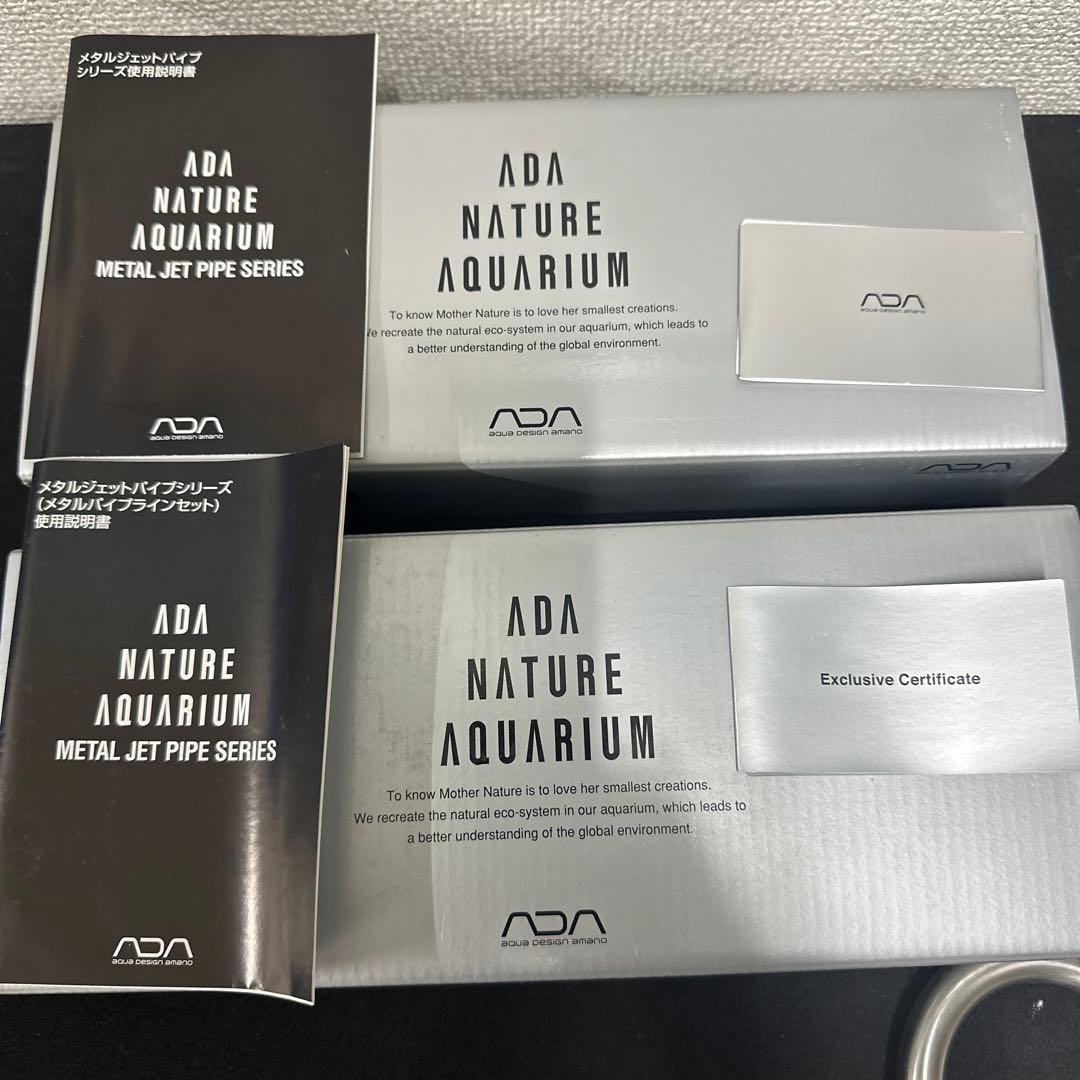 メタルジェットパイプ
シリーズ使用説明書
ADA
NATURE
AQUARIUM
METAL JET PIPE SERIES
ADA
aqua design amano
ADA
NATURE
AQUARIUM
To know Mother Nature is to love her smallest creations.
We recreate the natural eco-system in our aquarium, which leads to
a better understanding of the global environment.
ADA
aqua design amano
ADA
aqua design amano
ADA
メタルジェットパイプシリーズ
(メタルパイプラインセット)
使用説明書
ADA
NATURE
AQUARIUM
METAL JET PIPE SERIES
ADA
aqua design amano
ADA
NATURE
AQUARIUM
To know Mother Nature is to love her smallest creations.
We recreate the natural eco-system in our aquarium, which leads to
a better understanding of the global environment.
ADA
aqua design amano
Exclusive Certificate